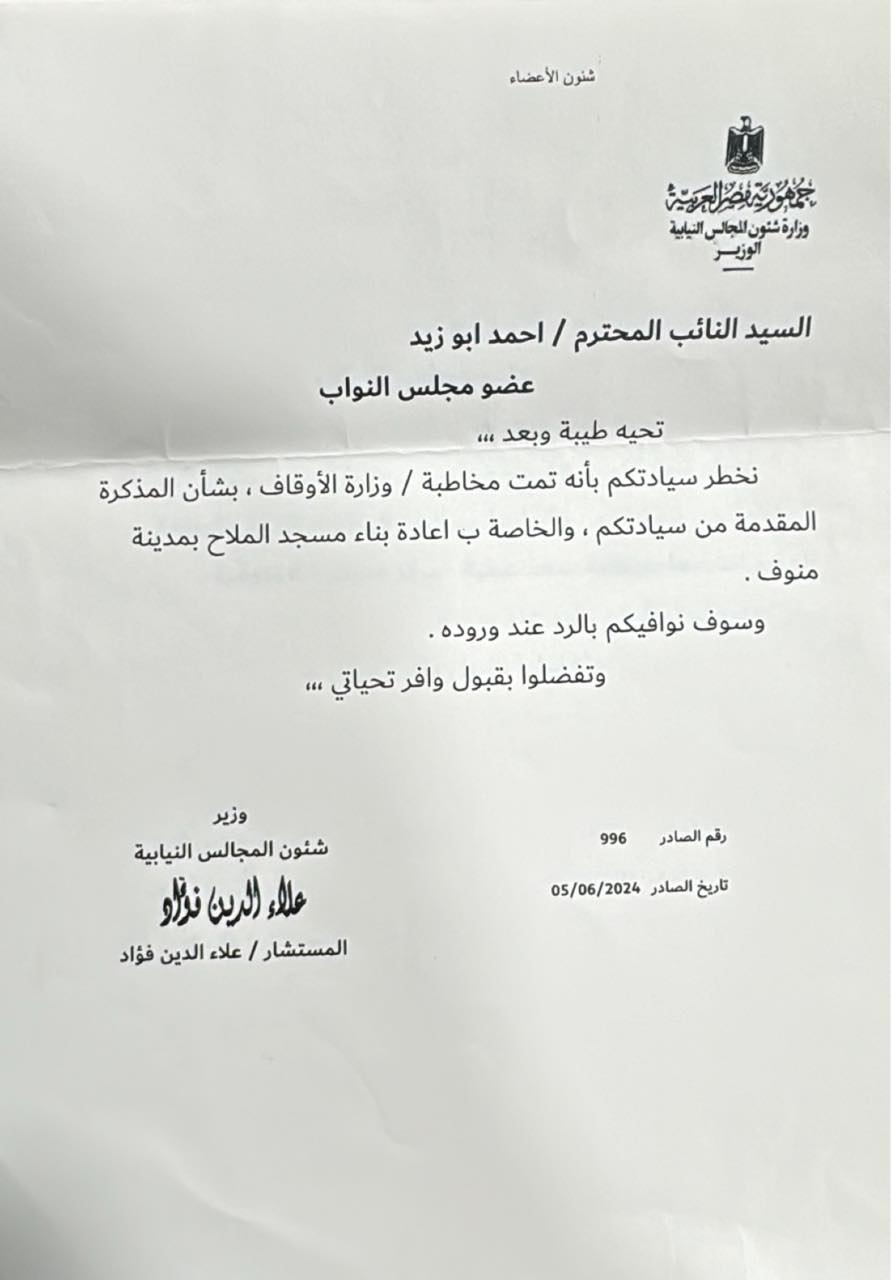 شئون الأعضاء
جمهورية مصر العربية
وزارة شئون المجالس النيابية
الوزير
السيد النائب المحترم / احمد ابو زيد
عضو مجلس النواب
تحيه طيبة وبعد ,,,
نخطر سيادتكم بأنه تمت مخاطبة / وزارة الأوقاف ، بشأن المذكرة
المقدمة من سيادتكم ، والخاصة ب اعادة بناء مسجد الملاح بمدينة
منوف .
وسوف نوافيكم بالرد عند وروده .
وتفضلوا بقبول وافر تحياتي ,,,
رقم الصادر 996
تاريخ الصادر 05/06/2024
وزير
شئون المجالس النيابية
علاء الدين فؤاد
المستشار / علاء الدين فؤاد